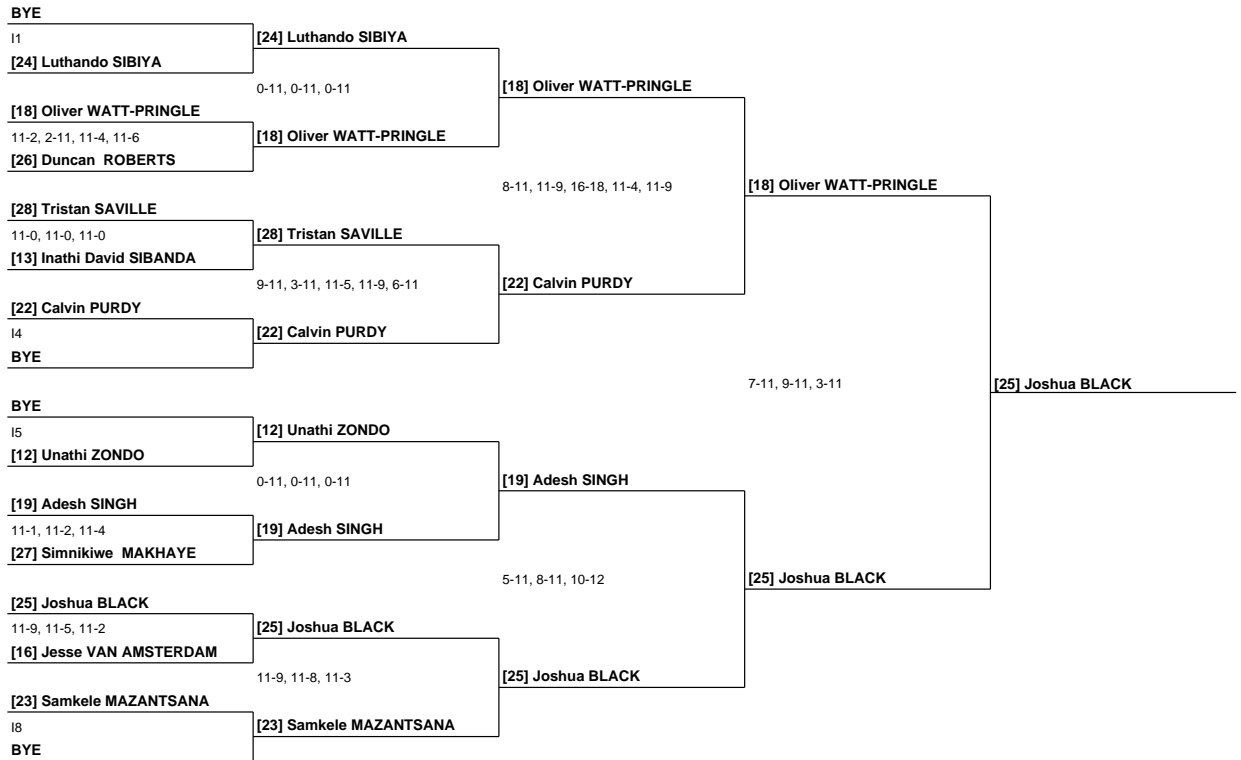 BYE
I1
[24] Luthando SIBIYA
[24] Luthando SIBIYA
0-11, 0-11, 0-11
[18] Oliver WATT-PRINGLE
[18] Oliver WATT-PRINGLE
11-2, 2-11, 11-4, 11-6
[18] Oliver WATT-PRINGLE
[26] Duncan ROBERTS
8-11, 11-9, 16-18, 11-4, 11-9
[18] Oliver WATT-PRINGLE
[28] Tristan SAVILLE
11-0, 11-0, 11-0
[28] Tristan SAVILLE
[13] Inathi David SIBANDA
9-11, 3-11, 11-5, 11-9, 6-11
[22] Calvin PURDY
[22] Calvin PURDY
I4
[22] Calvin PURDY
BYE
7-11, 9-11, 3-11
[25] Joshua BLACK
BYE
I5
[12] Unathi ZONDO
[12] Unathi ZONDO
0-11, 0-11, 0-11
[19] Adesh SINGH
[19] Adesh SINGH
11-1, 11-2, 11-4
[19] Adesh SINGH
[27] Simnikiwe MAKHAYE
5-11, 8-11, 10-12
[25] Joshua BLACK
[25] Joshua BLACK
11-9, 11-5, 11-2
[25] Joshua BLACK
[16] Jesse VAN AMSTERDAM
11-9, 11-8, 11-3
[25] Joshua BLACK
[23] Samkele MAZANTSANA
I8
[23] Samkele MAZANTSANA
BYE